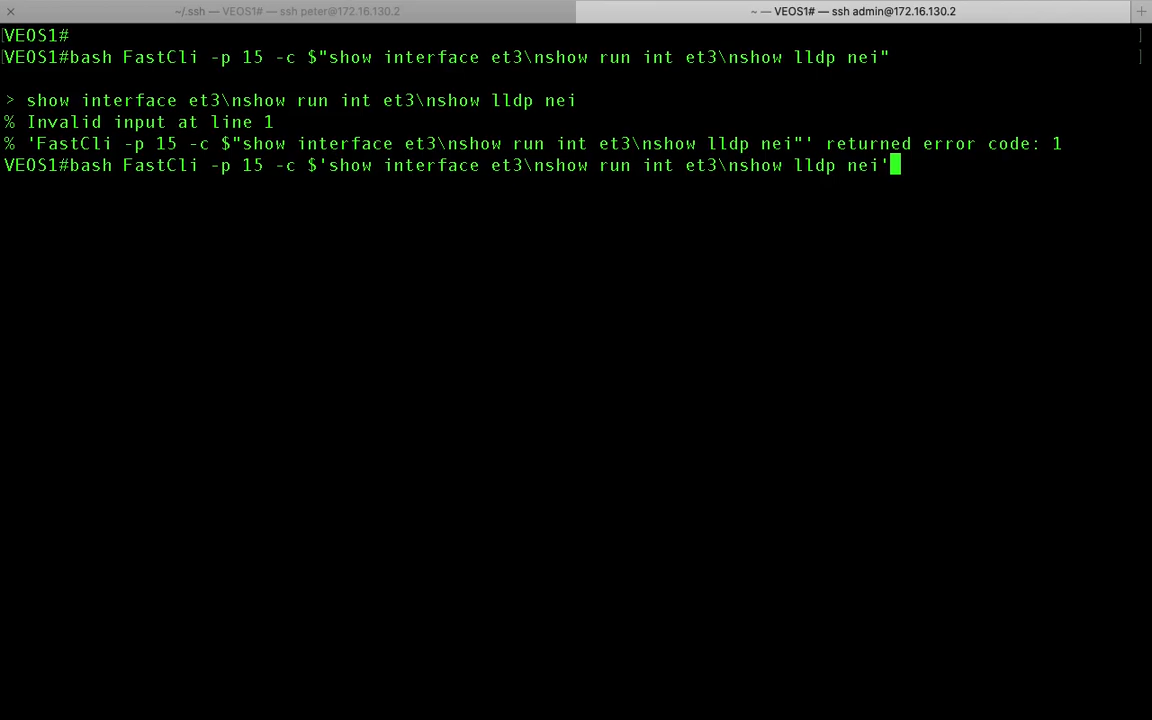 ~/.ssh — VEOS1# — ssh peter@172.16.130.2
~ — VEOS1# — ssh admin@172.16.130.2
VEOS1#
VEOS1#bash FastCli -p 15 -c $"show interface et3\nshow run int et3\nshow lldp nei"
> show interface et3\nshow run int et3\nshow lldp nei
% Invalid input at line 1
% 'FastCli -p 15 -c $"show interface et3\nshow run int et3\nshow lldp nei"' returned error code: 1
VEOS1#bash FastCli -p 15 -c $'show interface et3\nshow run int et3\nshow lldp nei'